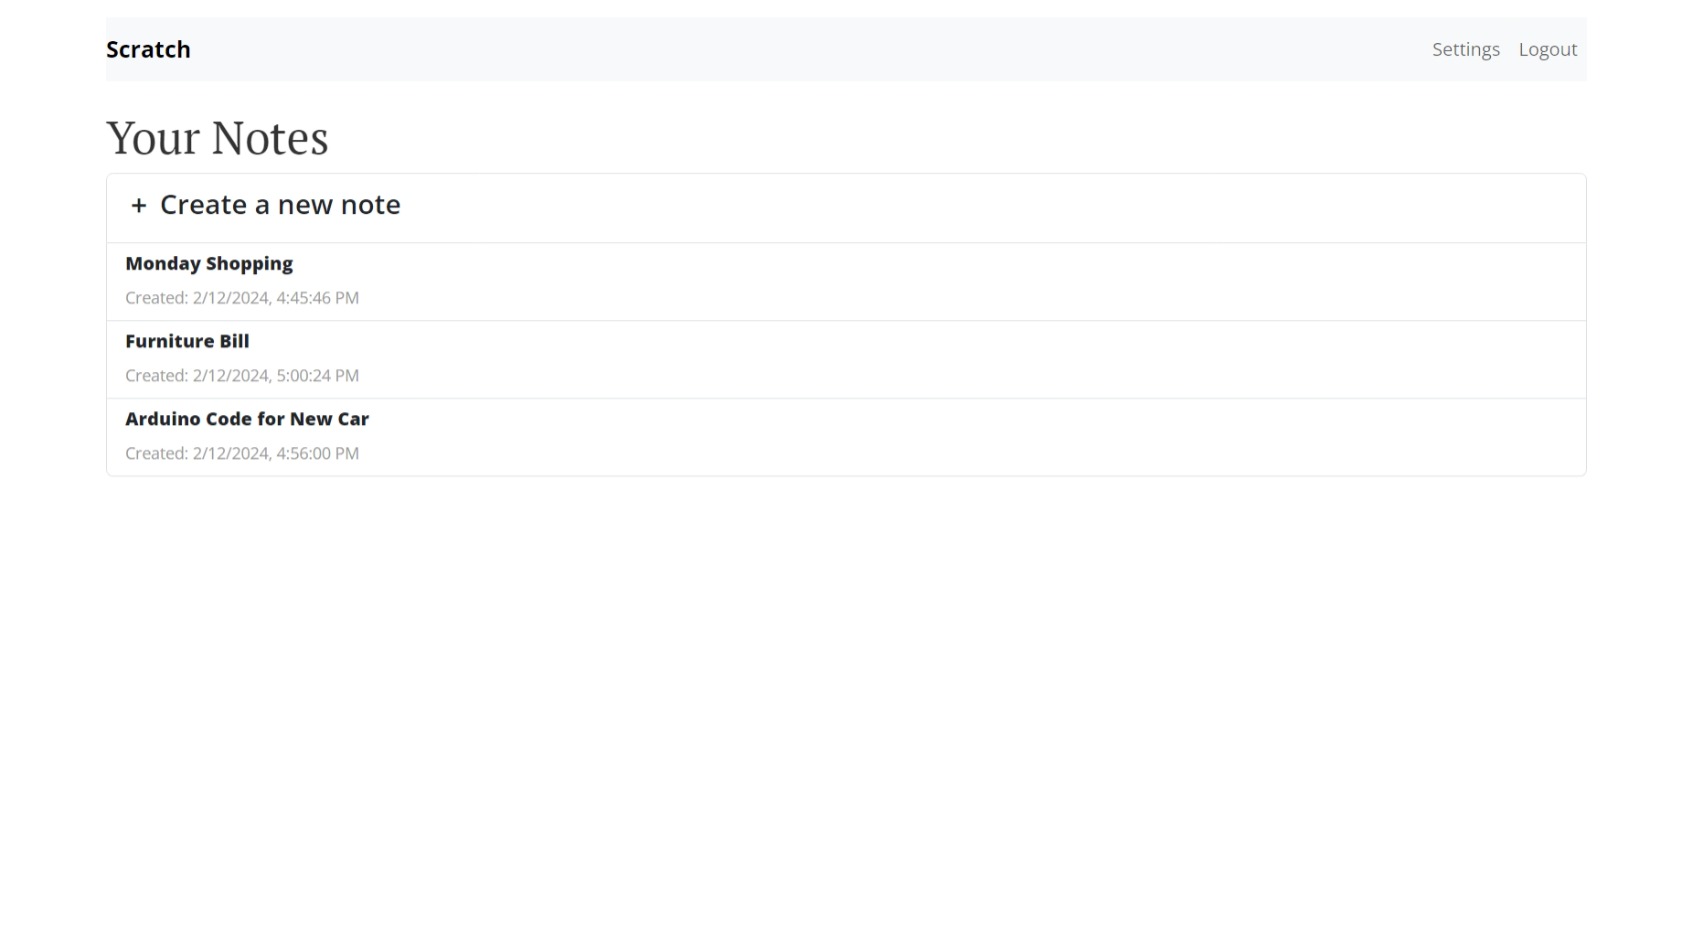 Scratch
Settings Logout
Your Notes
+ Create a new note
Monday Shopping
Created: 2/12/2024, 4:45:46 PM
Furniture Bill
Created: 2/12/2024, 5:00:24 PM
Arduino Code for New Car
Created: 2/12/2024, 4:56:00 PM